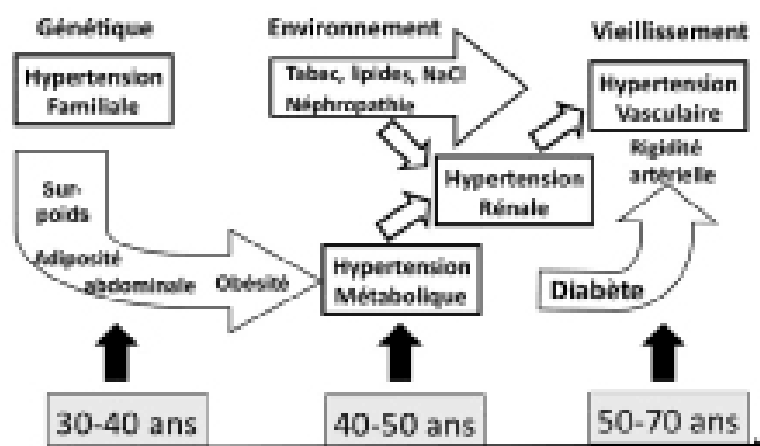 Génétique
Environnement
Vieillissement
Hypertension
Familiale
Tabac, lipides, NaCl
Néphropathie
Hypertension
Vasculaire
Rigidité
artérielle
Hypertension
Rénale
Sur-
poids
Adiposité
abdominale
Obésité
Hypertension
Métabolique
Diabète
30-40 ans
40-50 ans
50-70 ans